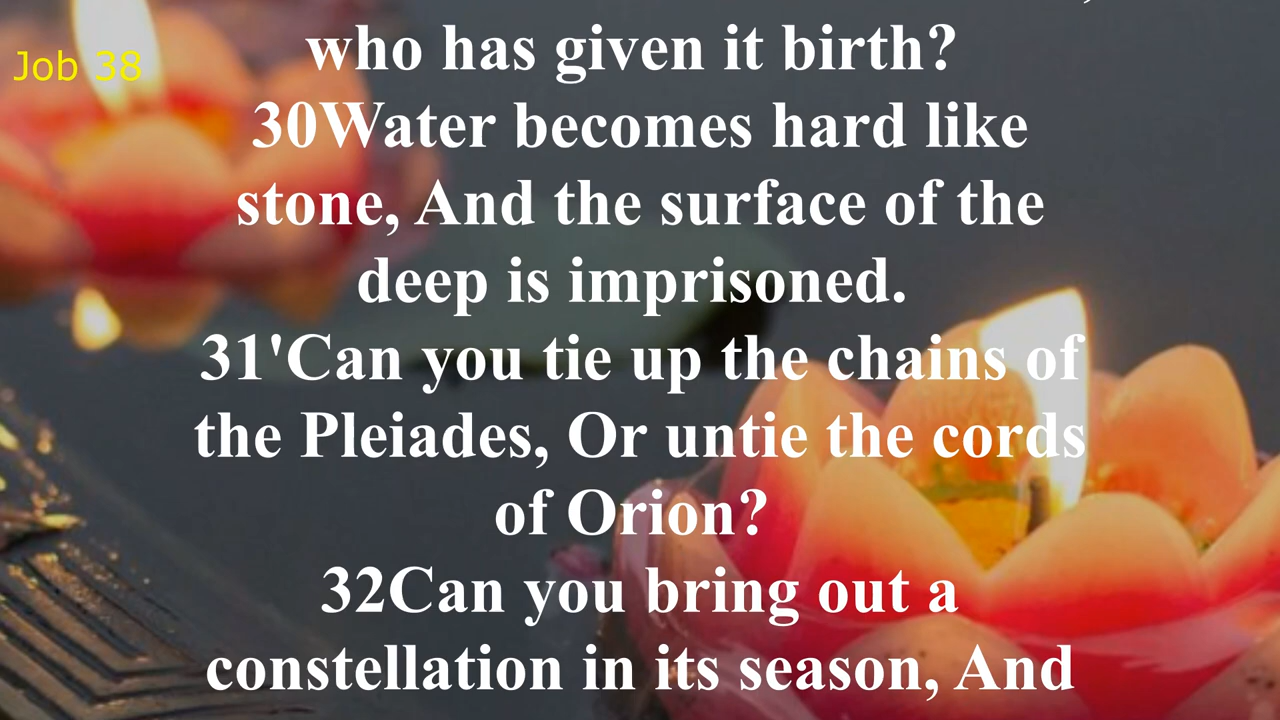 Job 38
who has given it birth?
30Water becomes hard like
stone, And the surface of the
deep is imprisoned.
31'Can you tie up the chains of
the Pleiades, Or untie the cords
of Orion?
32Can you bring out a
constellation in its season, And